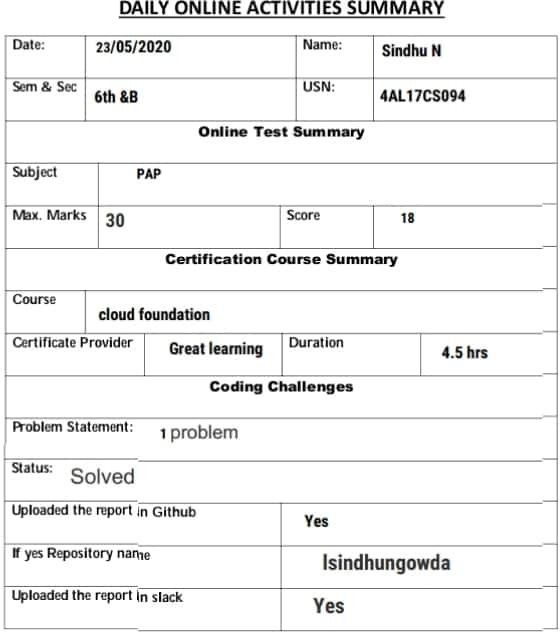 DAILY ONLINE ACTIVITIES SUMMARY
Date: 23/05/2020 Name: Sindhu N
Sem & Sec 6th &B USN: 4AL17CS094
Online Test Summary
Subject PAP
Max. Marks 30 Score 18
Certification Course Summary
Course cloud foundation
Certificate Provider Great learning Duration 4.5 hrs
Coding Challenges
Problem Statement: 1 problem
Status: Solved
Uploaded the report in Github Yes
If yes Repository name Isindhungowda
Uploaded the report in slack Yes